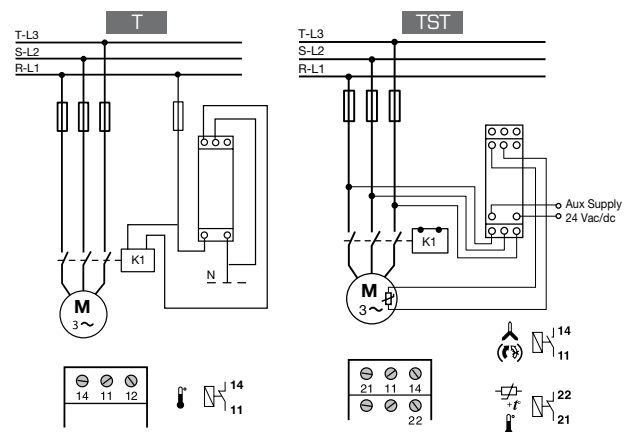 T
T-L3
S-L2
R-L1
K1
N
M
3~
14 11 12
14
11
TST
T-L3
S-L2
R-L1
Aux Supply
24 Vac/dc
K1
M
3~
21 11 14
22
14
11
+t°
22
21